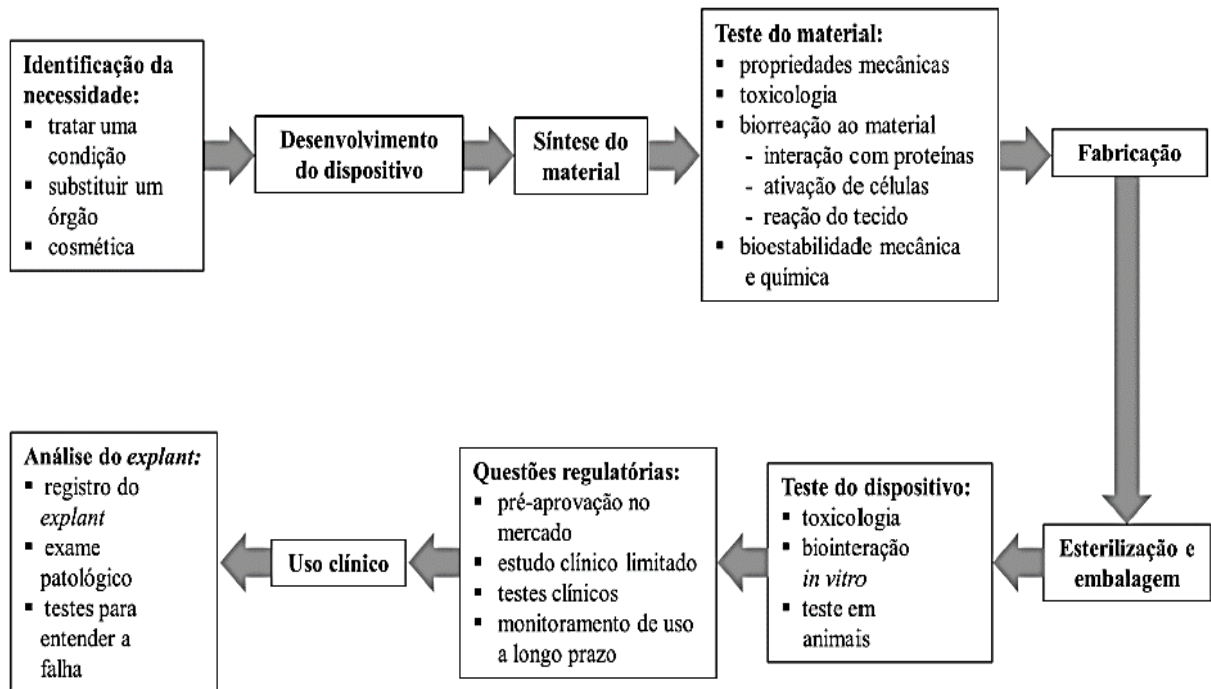 Identificação da
necessidade:
▪ tratar uma
condição
▪ substituir um
órgão
▪ cosmética
Desenvolvimento
do dispositivo
Síntese do
material
Teste do material:
▪ propriedades mecânicas
▪ toxicologia
▪ biorreação ao material
- interação com proteínas
- ativação de células
- reação do tecido
▪ bioestabilidade mecânica
e química
Fabricação
Esterilização e
embalagem
Teste do dispositivo:
▪ toxicologia
▪ biointeração
in vitro
▪ teste em
animais
Questões regulatórias:
▪ pré-aprovação no
mercado
▪ estudo clínico limitado
▪ testes clínicos
▪ monitoramento de uso
a longo prazo
Uso clínico
Análise do explant:
▪ registro do
explant
▪ exame
patológico
▪ testes para
entender a
falha